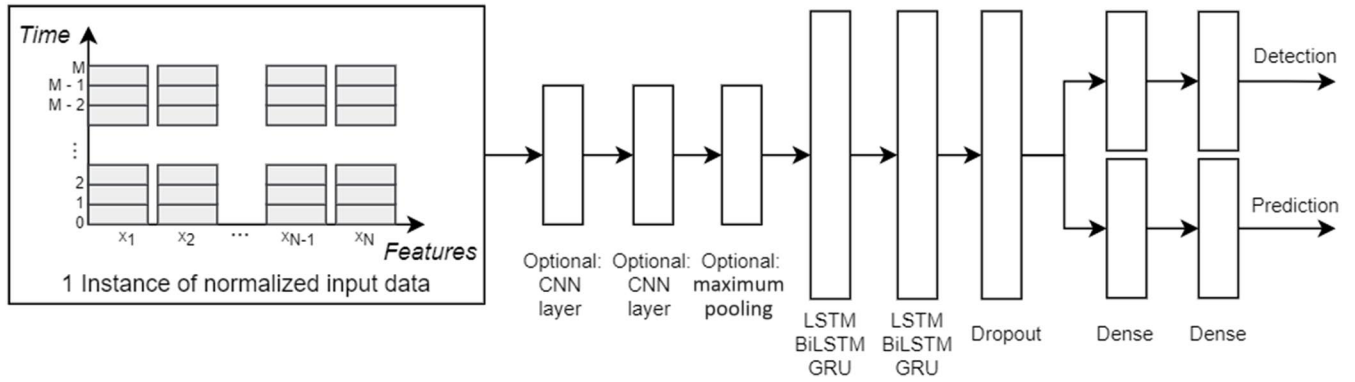 Time
M
M - 1
M - 2
⋮
2
1
0
x1 x2 ... xN-1 xN
Features
1 Instance of normalized input data
Optional:
CNN
layer
Optional:
CNN
layer
Optional:
maximum
pooling
LSTM
BiLSTM
GRU
LSTM
BiLSTM
GRU
Dropout
Dense
Dense
Detection
Prediction